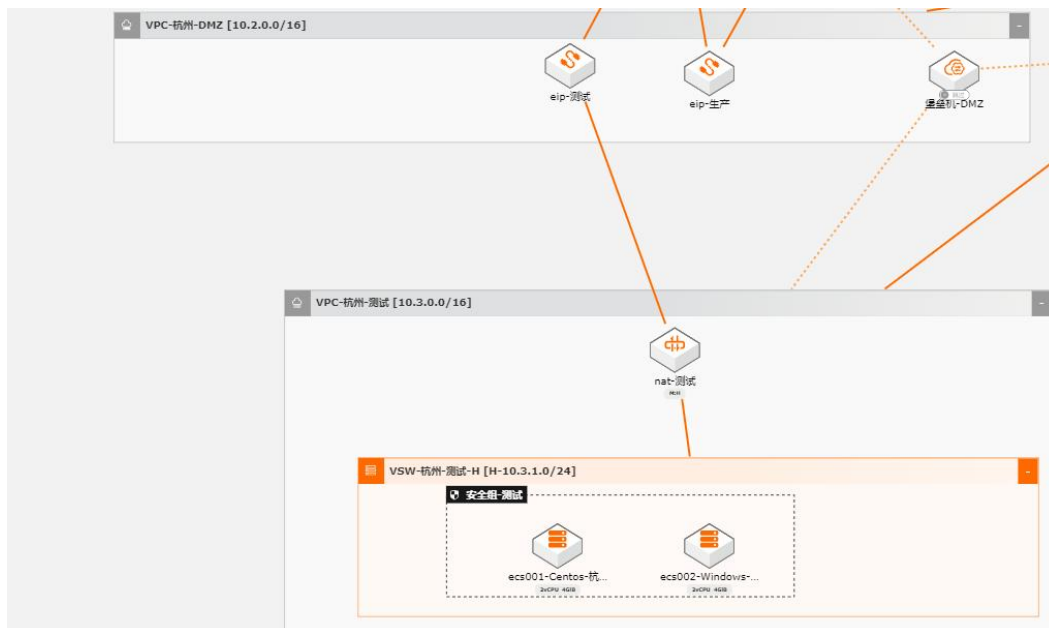 VPC-杭州-DMZ [10.2.0.0/16]
-
eip-测试
eip-生产
堡垒机-DMZ
VPC-杭州-测试 [10.3.0.0/16]
-
nat-测试
VSW-杭州-测试-H [H-10.3.1.0/24]
-
安全组-测试
ecs001-Centos-杭...
ecs002-Windows-...
2vCPU 4GiB
2vCPU 4GiB